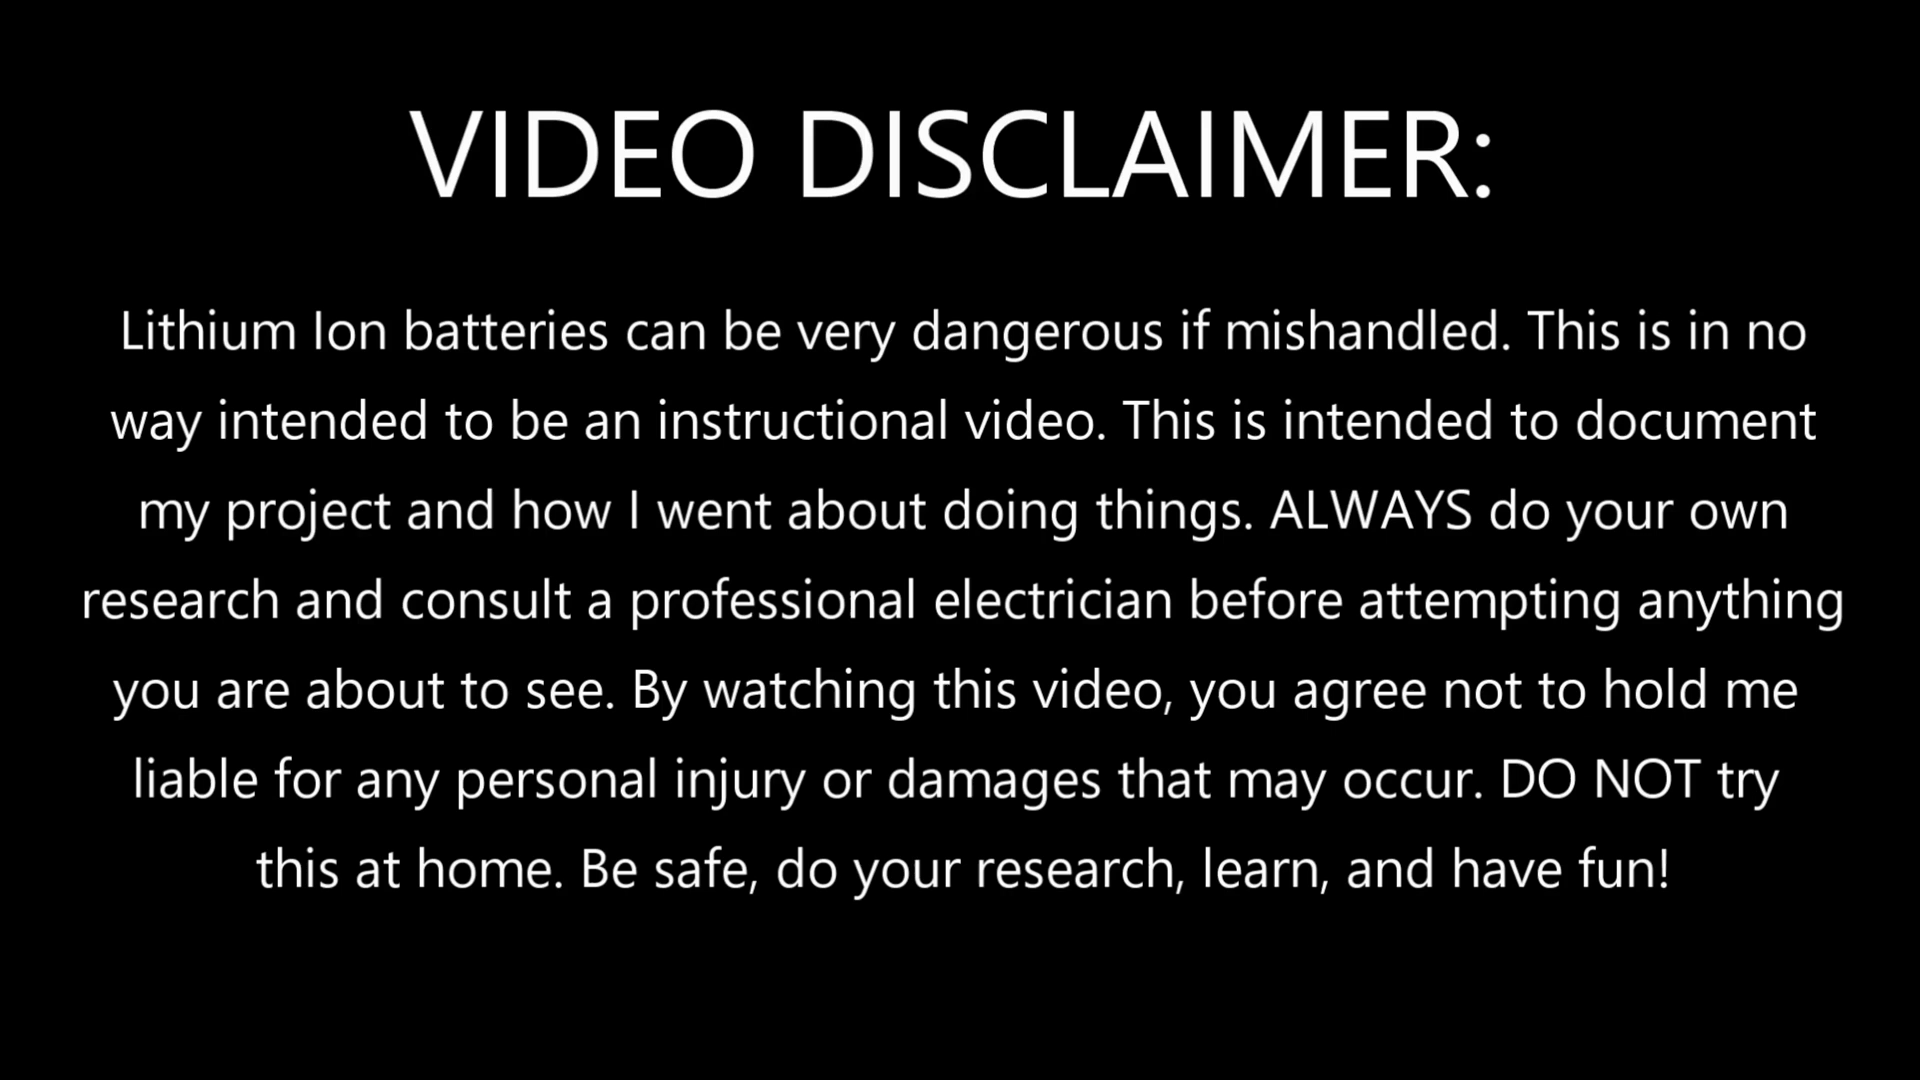 VIDEO DISCLAIMER:
Lithium Ion batteries can be very dangerous if mishandled. This is in no
way intended to be an instructional video. This is intended to document
my project and how I went about doing things. ALWAYS do your own
research and consult a professional electrician before attempting anything
you are about to see. By watching this video, you agree not to hold me
liable for any personal injury or damages that may occur. DO NOT try
this at home. Be safe, do your research, learn, and have fun!